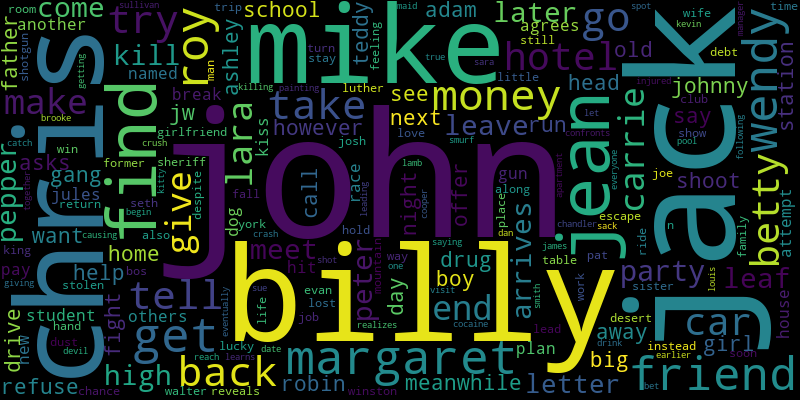 room
sullivan
come
another
father
shotgun
make
pepper
asks
gang
jules
return
want
king
pay
giving
stolen
drive
new
student
hand
dust
devil
refuse
chance
getting
brooke
win
catch
together
chris
try
kill
named
find
former
crush
kitty
begin
causing
also
home
help
bos
tell
others
fight
get
high
walter
reveals
reach
learns
back
roy
man
jw
break
girlfriend
sheriff
seth
despite
give
trip
school
ashley
killing
painting
however
lara
kiss
dog
york
fall
crash
meet
hit
shot
sue
life
evan
lost
job
lucky
date
eventually
robin
margaret
winston
mike
turn
stay
teddy
feeling
true
luther
take
josh
love
call
race
hold
leading
peter
mountain
realizes
day
way
one
night
lamb
smurf
see
next
john
billy
adam
sara
money
leave
run
gun
along
offer
cooper
place
dan
saying
drug
visit
boy
end
smith
cocaine
lead
plan
meanwhile
letter
arrives
later
agrees
still
hotel
go
old
little
head
jean
apartment
let
confronts
everyone
chandler
escape
sack
james
table
pat
work
desert
away
others
big
drink
bet
instead
earlier
friend
party
sister
car
girl
soon
louis
family
carrie
ride
n
joe
shoot
say
show
club
pool
following
johnny
debt
wife
kevin
spot
injured
jack
wendy
manager
maid
time
station
betty
attempt
house
leaf